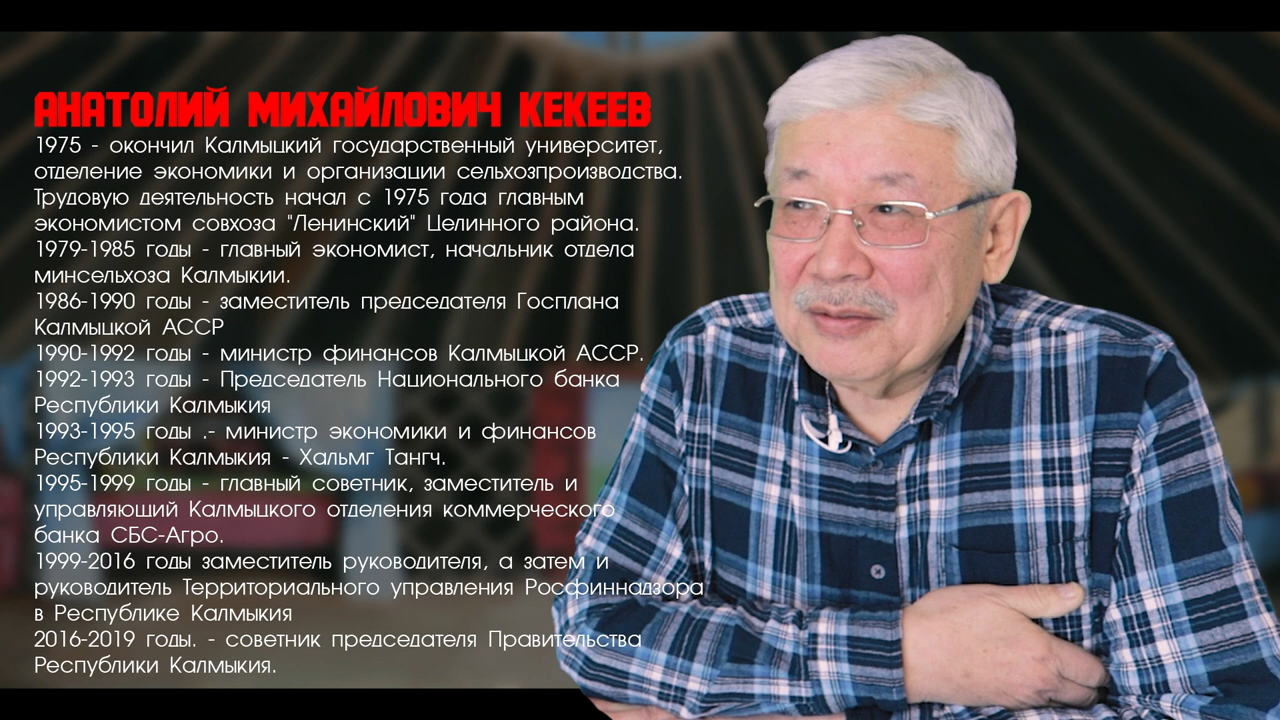 АНАТОЛИЙ МИХАЙЛОВИЧ КЕКЕЕВ
1975 - окончил Калмыцкий государственный университет,
отделение экономики и организации сельхозпроизводства.
Трудовую деятельность начал с 1975 года главным
экономистом совхоза "Ленинский" Целинного района.
1979-1985 годы - главный экономист, начальник отдела
минсельхоза Калмыкии.
1986-1990 годы - заместитель председателя Госплана
Калмыцкой АССР
1990-1992 годы - министр финансов Калмыцкой АССР.
1992-1993 годы - Председатель Национального банка
Республики Калмыкия
1993-1995 годы .- министр экономики и финансов
Республики Калмыкия - Хальмг Тангч.
1995-1999 годы - главный советник, заместитель и
управляющий Калмыцкого отделения коммерческого
банка СБС-Агро.
1999-2016 годы заместитель руководителя, а затем и
руководитель Территориального управления Росфиннадзора
в Республике Калмыкия
2016-2019 годы. - советник председателя Правительства
Республики Калмыкия.